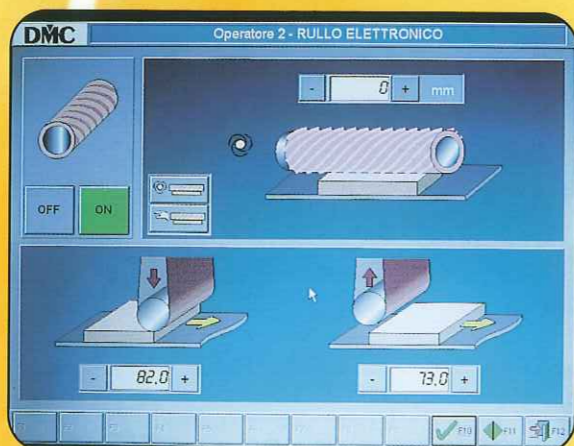 DMC Operatore 2 - RULLO ELETTRONICO
- 0 + mm
OFF ON
- 82,0 + - 73,0 +
F10 F11 F12